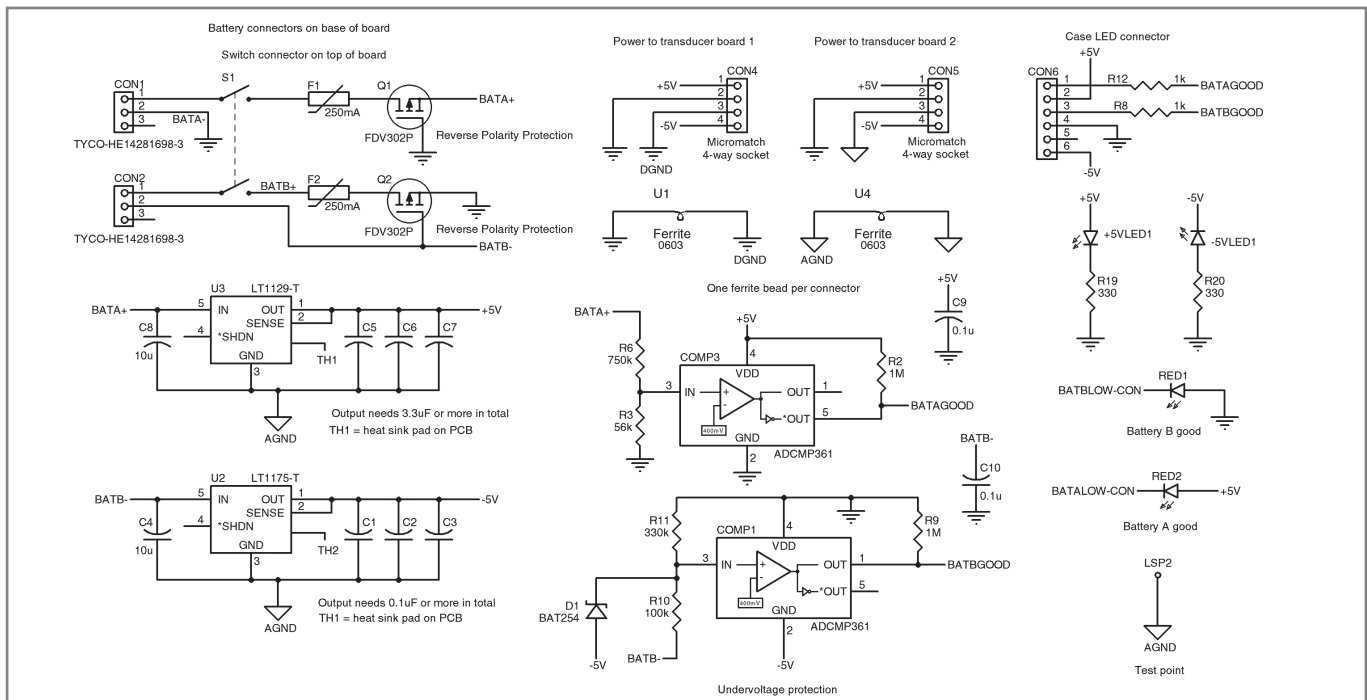 Battery connectors on base of board
Switch connector on top of board
CON1
1
2
3
BATA-
TYCO-HE14281698-3
S1
F1
250mA
Q1
FDV302P
BATA+
Reverse Polarity Protection
CON2
1
2
3
TYCO-HE14281698-3
BATB+
F2
250mA
Q2
FDV302P
Reverse Polarity Protection
BATB-
Power to transducer board 1
CON4
+5V
1
2
3
-5V
4
DGND
Micromatch
4-way socket
Power to transducer board 2
CON5
+5V
1
2
3
-5V
4
Micromatch
4-way socket
Case LED connector
+5V
CON6
1
2
3
4
5
6
R12
1k
BATAGOOD
R8
1k
BATBGOOD
-5V
U1
Ferrite
0603
DGND
U4
Ferrite
0603
AGND
One ferrite bead per connector
+5V
+5VLED1
R19
330
-5V
-5VLED1
R20
330
U3
LT1129-T
BATA+
5
IN
OUT
1
SENSE
2
4
*SHDN
GND
3
TH1
C8
10u
C5
C6
C7
+5V
AGND
Output needs 3.3uF or more in total
TH1 = heat sink pad on PCB
BATA+
R6
750k
R3
56k
+5V
COMP3
4
VDD
3
IN
+
-
400mV
OUT
1
*OUT
5
GND
2
ADCMP361
R2
1M
BATAGOOD
+5V
C9
0.1u
BATB-
C10
0.1u
BATBLOW-CON
RED1
Battery B good
BATALOW-CON
RED2
+5V
Battery A good
U2
LT1175-T
BATB-
5
IN
OUT
1
SENSE
2
4
*SHDN
GND
3
TH2
C4
10u
C1
C2
C3
-5V
AGND
Output needs 0.1uF or more in total
TH1 = heat sink pad on PCB
R11
330k
COMP1
4
VDD
3
IN
+
-
400mV
OUT
1
*OUT
5
GND
2
ADCMP361
R9
1M
BATBGOOD
D1
BAT254
-5V
R10
100k
BATB-
-5V
Undervoltage protection
LSP2
AGND
Test point